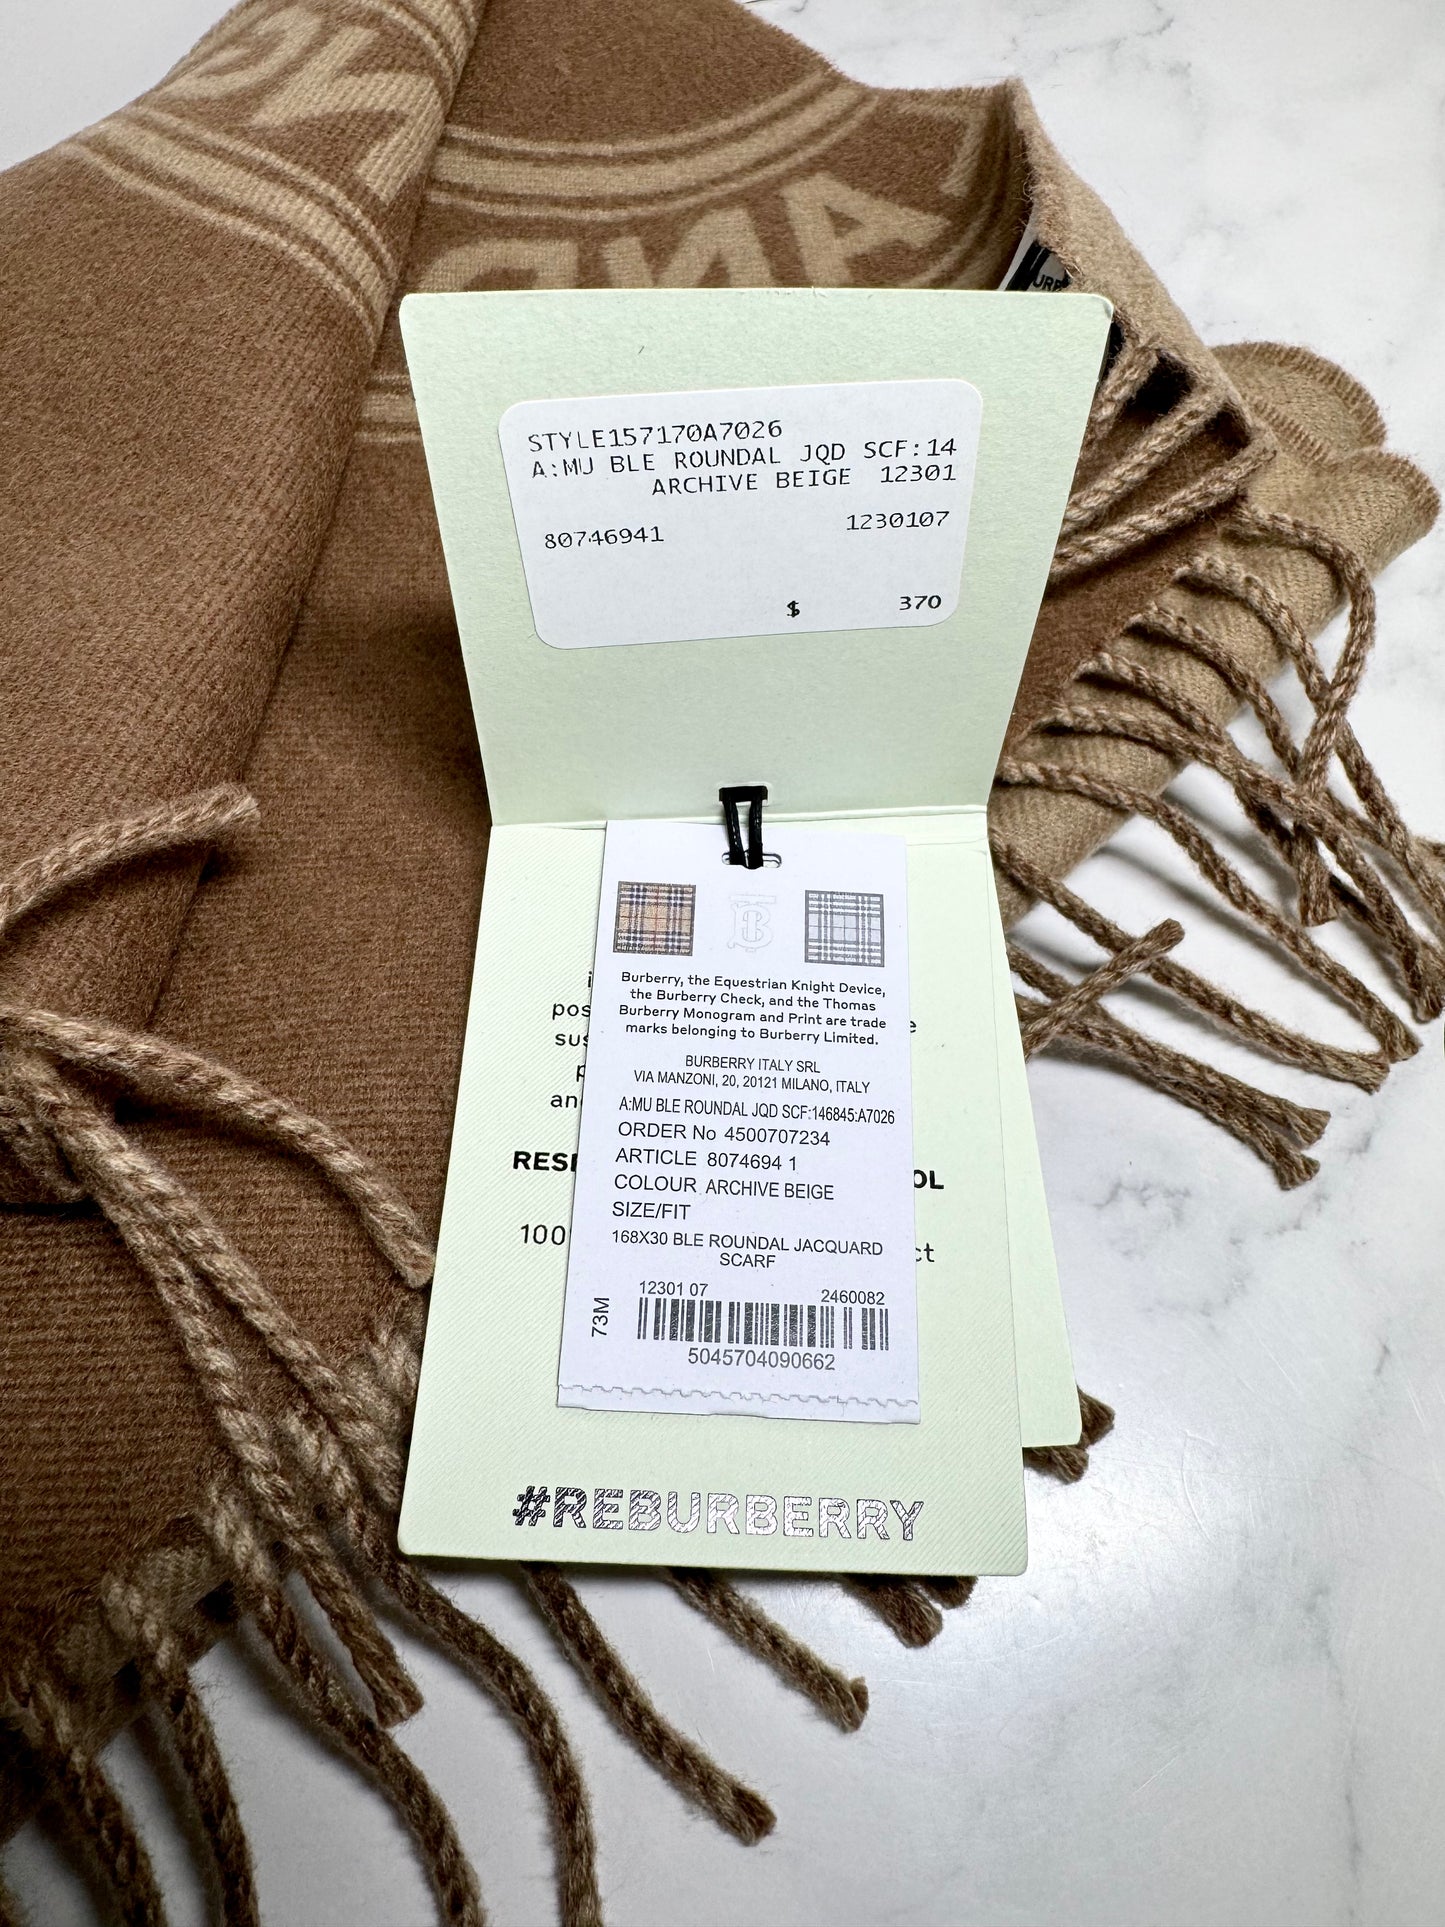 STYLE157170A7026
A:MU BLE ROUNDAL JQD SCF:14
ARCHIVE BEIGE 12301
80746941 1230107
$ 370
Burberry, the Equestrian Knight Device,
the Burberry Check, and the Thomas
Burberry Monogram and Print are trade
marks belonging to Burberry Limited.
BURBERRY ITALY SRL
VIA MANZONI, 20, 20121 MILANO, ITALY
A:MU BLE ROUNDAL JQD SCF:146845:A7026
ORDER No 4500707234
ARTICLE 8074694 1
COLOUR ARCHIVE BEIGE
SIZE/FIT
168X30 BLE ROUNDAL JACQUARD
SCARF
12301 07 2460082
73M
5045704090662
#REBURBERRY